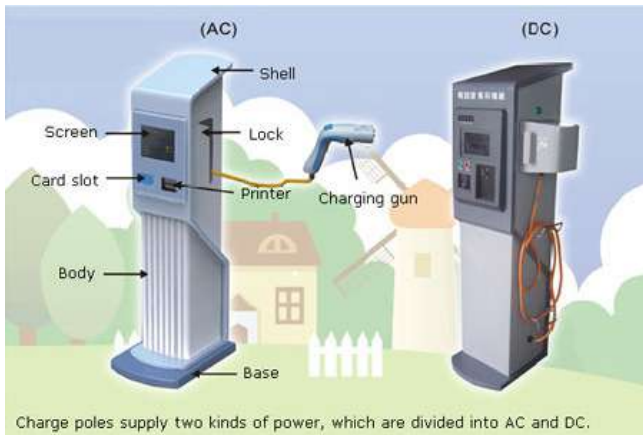 (AC)
(DC)
Shell
Screen
Lock
Card slot
Printer
Charging gun
Body
Base
Charge poles supply two kinds of power, which are divided into AC and DC.